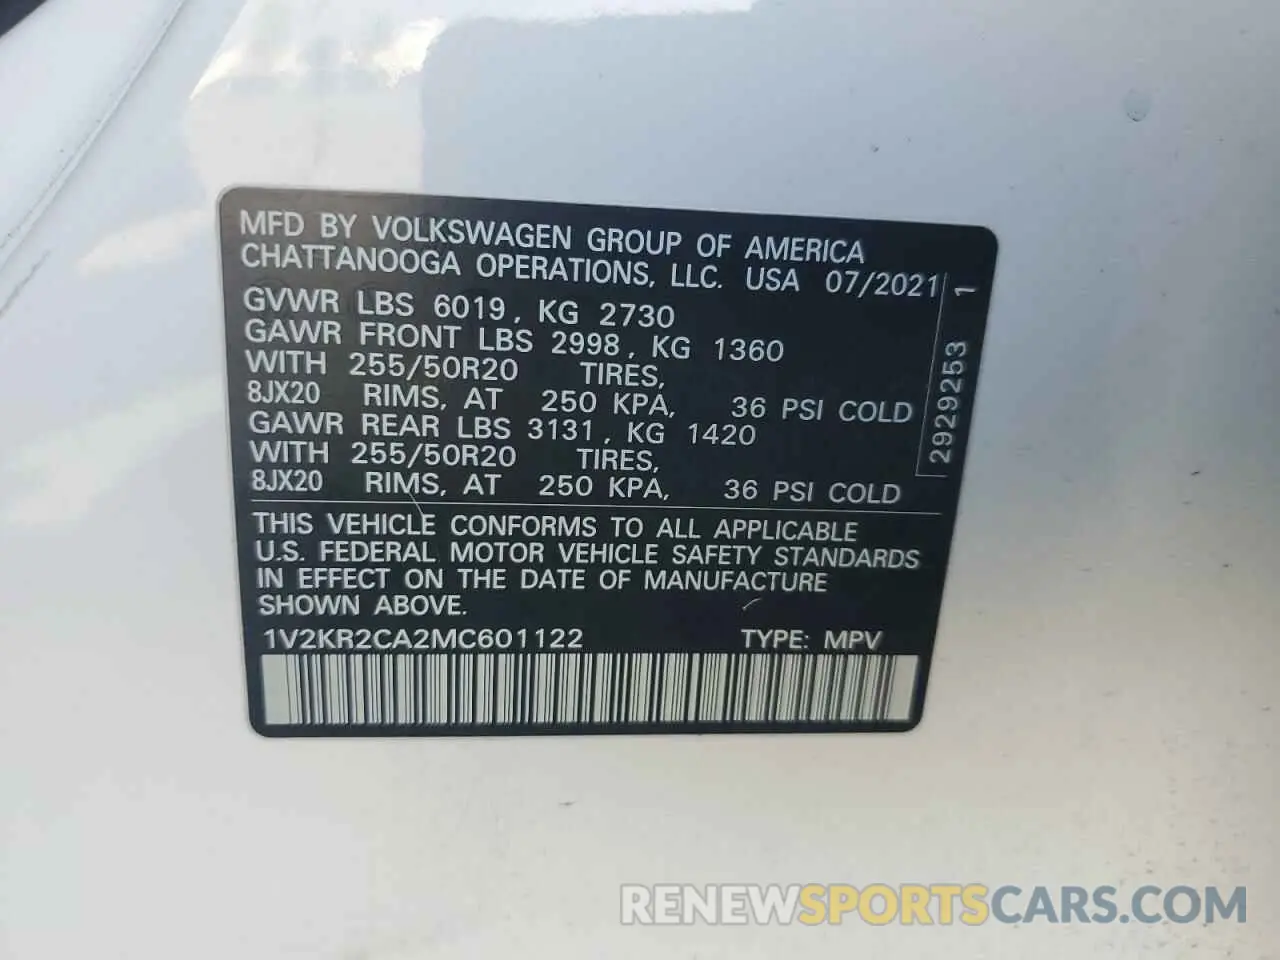 MFD BY VOLKSWAGEN GROUP OF AMERICA
CHATTANOOGA OPERATIONS, LLC. USA 07/2021
GVWR LBS 6019, KG 2730
GAWR FRONT LBS 2998, KG 1360
WITH 255/50R20 TIRES,
8JX20 RIMS, AT 250 KPA, 36 PSI COLD
GAWR REAR LBS 3131, KG 1420
WITH 255/50R20 TIRES,
8JX20 RIMS, AT 250 KPA, 36 PSI COLD
2929253 1
THIS VEHICLE CONFORMS TO ALL APPLICABLE
U.S. FEDERAL MOTOR VEHICLE SAFETY STANDARDS
IN EFFECT ON THE DATE OF MANUFACTURE
SHOWN ABOVE.
1V2KR2CA2MC601122 TYPE: MPV
RENEWSPORTSCARS.COM